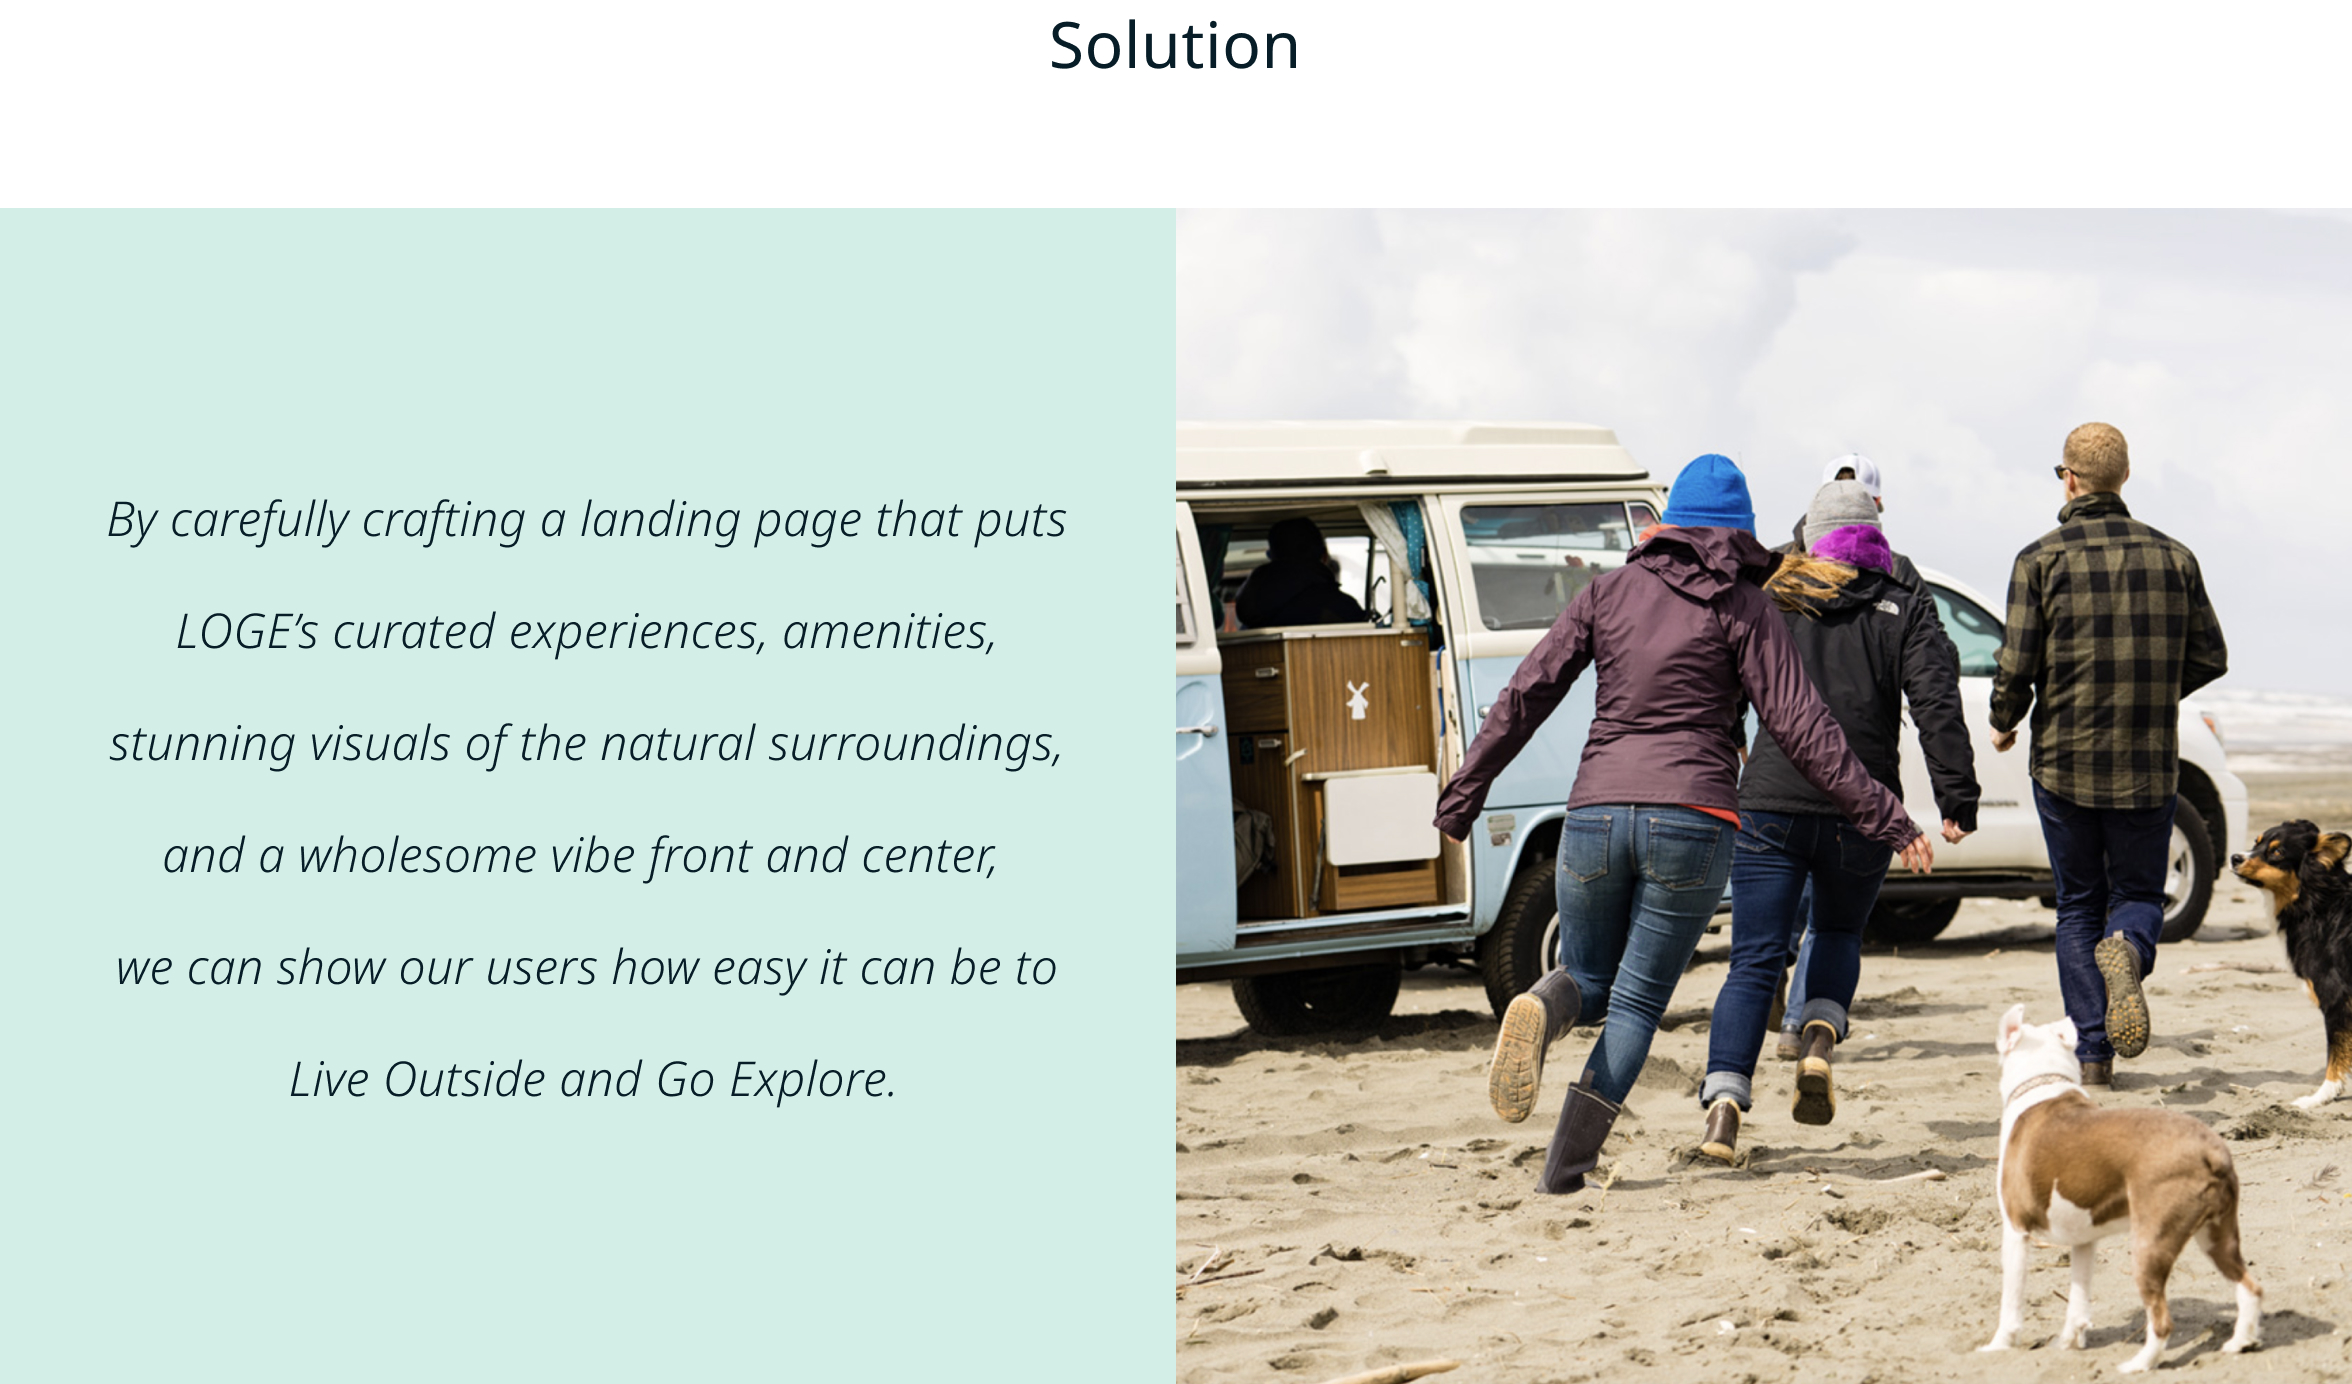 Solution
By carefully crafting a landing page that puts
LOGE’s curated experiences, amenities,
stunning visuals of the natural surroundings,
and a wholesome vibe front and center,
we can show our users how easy it can be to
Live Outside and Go Explore.